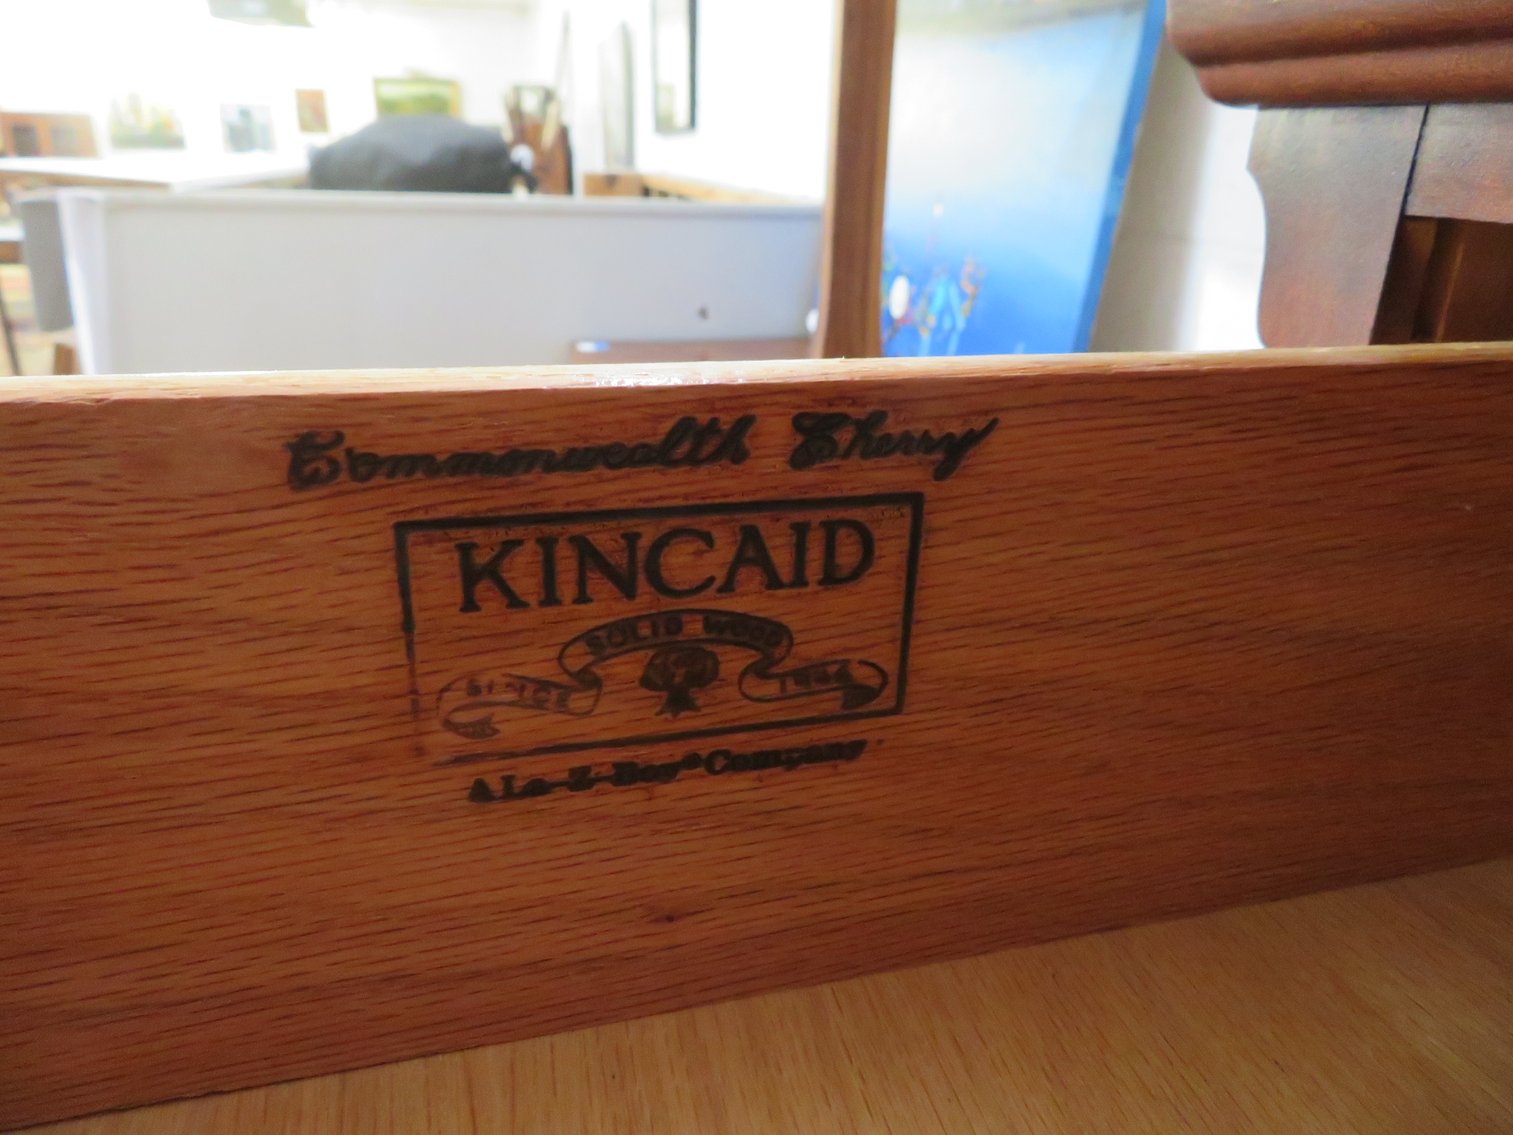 Commonwealth Cherry
KINCAID
SOLID WOOD
SINCE 1946
A La-Z-Boy® Company